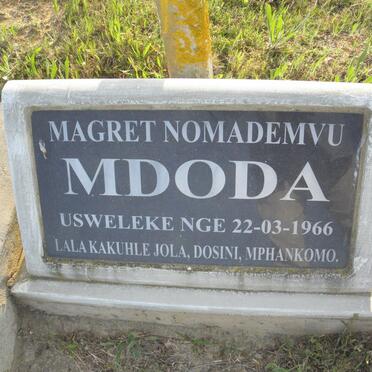 MAGRET NOMADEMVU
MDODA
USWELEKE NGE 22-03-1966
LALA KAKUHLE JOLA, DOSINI, MPHANKOMO.